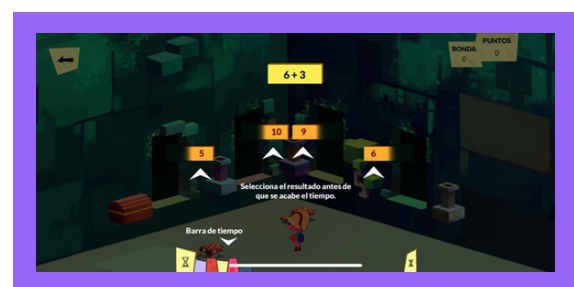 PUNTOS
0
RONDA
0
6 + 3
10
9
5
6
Selecciona el resultado antes de
que se acabe el tiempo.
Barra de tiempo